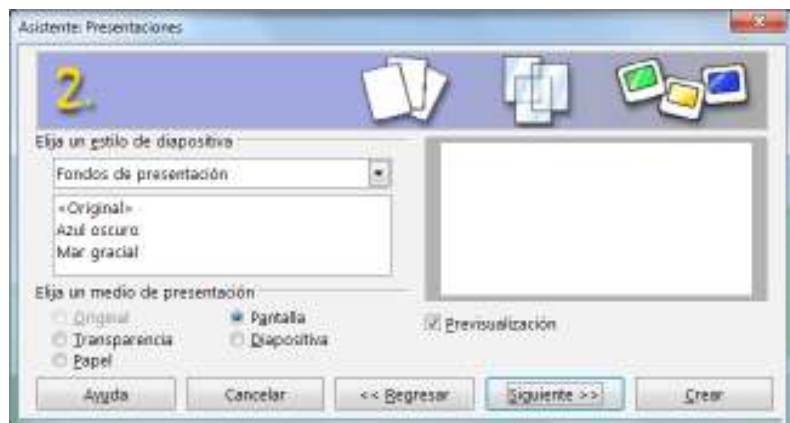 Asistente: Presentaciones
2.
Elija un estilo de diapositiva
Fondos de presentación
<Original>
Azul oscuro
Mar gracial
Elija un medio de presentación
Original
Pantalla
Transparencia
Diapositiva
Papel
Previsualización
Ayuda
Cancelar
<< Regresar
Siguiente >>
Crear